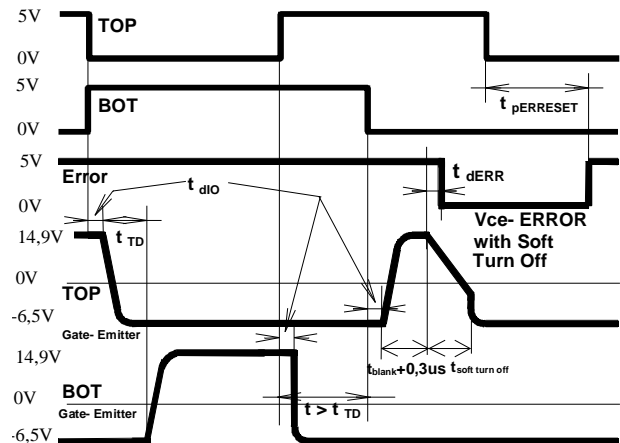 5V
TOP
0V
5V
BOT
0V
t pERRESET
5V
Error
t dIO
t dERR
0V
Vce- ERROR
with Soft
Turn Off
14,9V
t TD
0V
TOP
-6,5V
Gate- Emitter
14,9V
tblank+0,3us
tsoft turn off
BOT
0V
Gate- Emitter
t > t TD
-6,5V